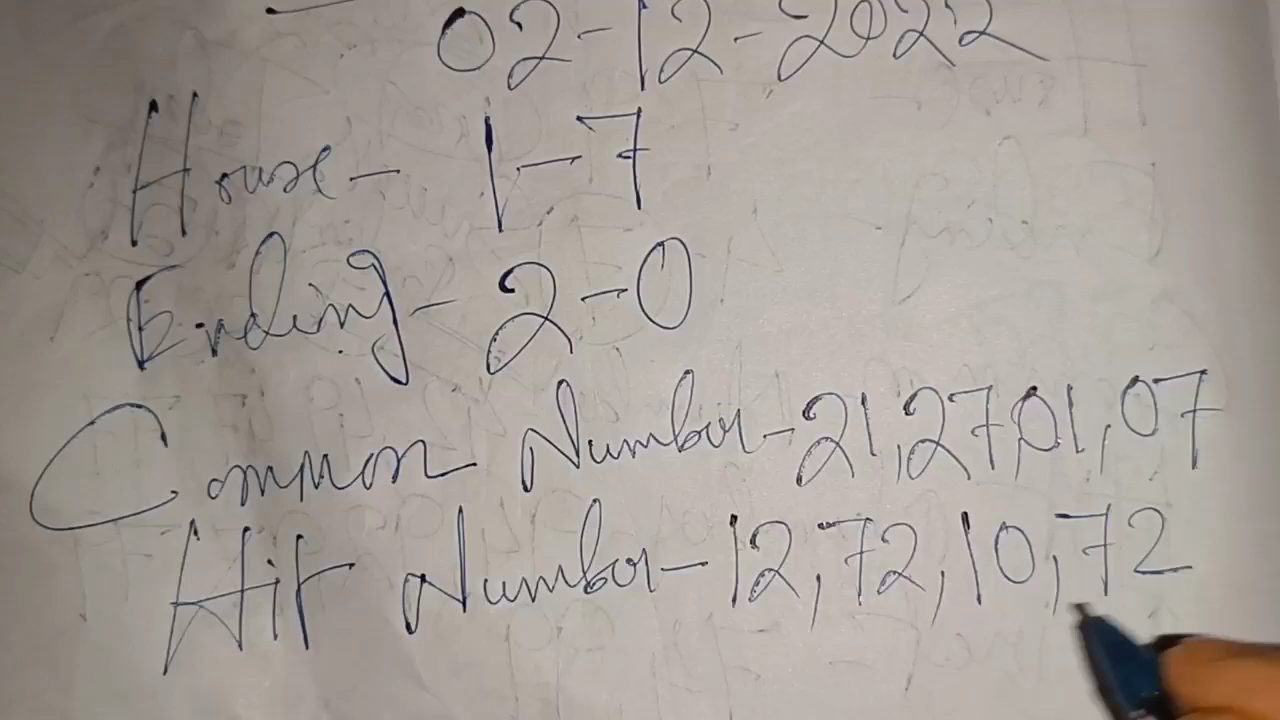 02-12-2022
House- 1-7
Ending- 2-0
Common Number-21,27,01,07
Hit Number-12,72,10,72